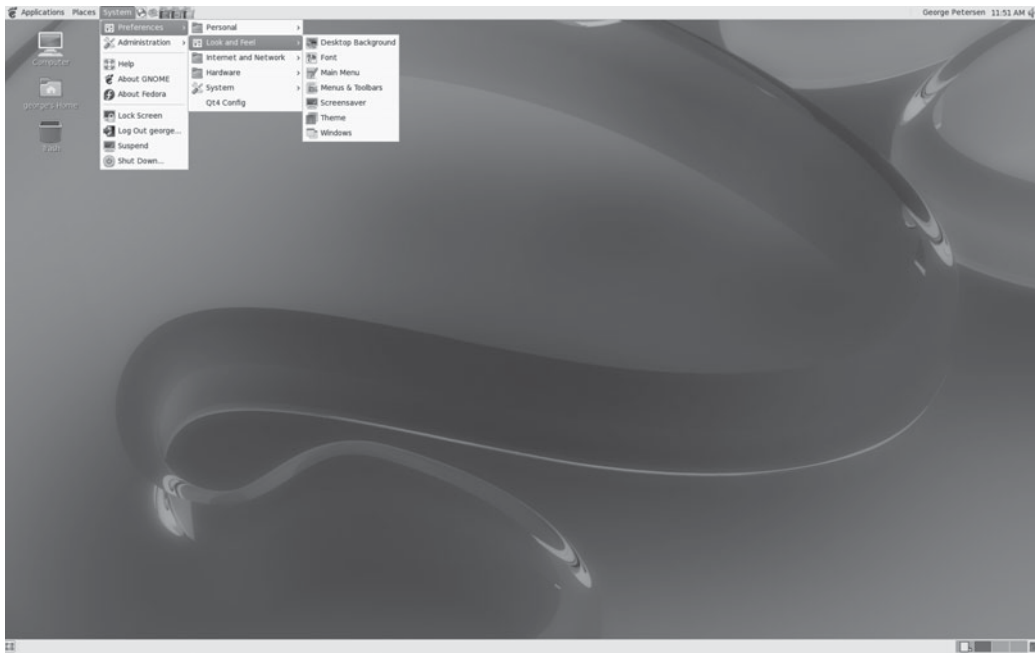 Applications Places System
George Petersen 11:51 AM
Computer
george's Home
Trash
Preferences
Administration
Help
About GNOME
About Fedora
Lock Screen
Log Out george...
Suspend
Shut Down...
Personal
Look and Feel
Internet and Network
Hardware
System
Qt4 Config
Desktop Background
Font
Main Menu
Menus & Toolbars
Screensaver
Theme
Windows